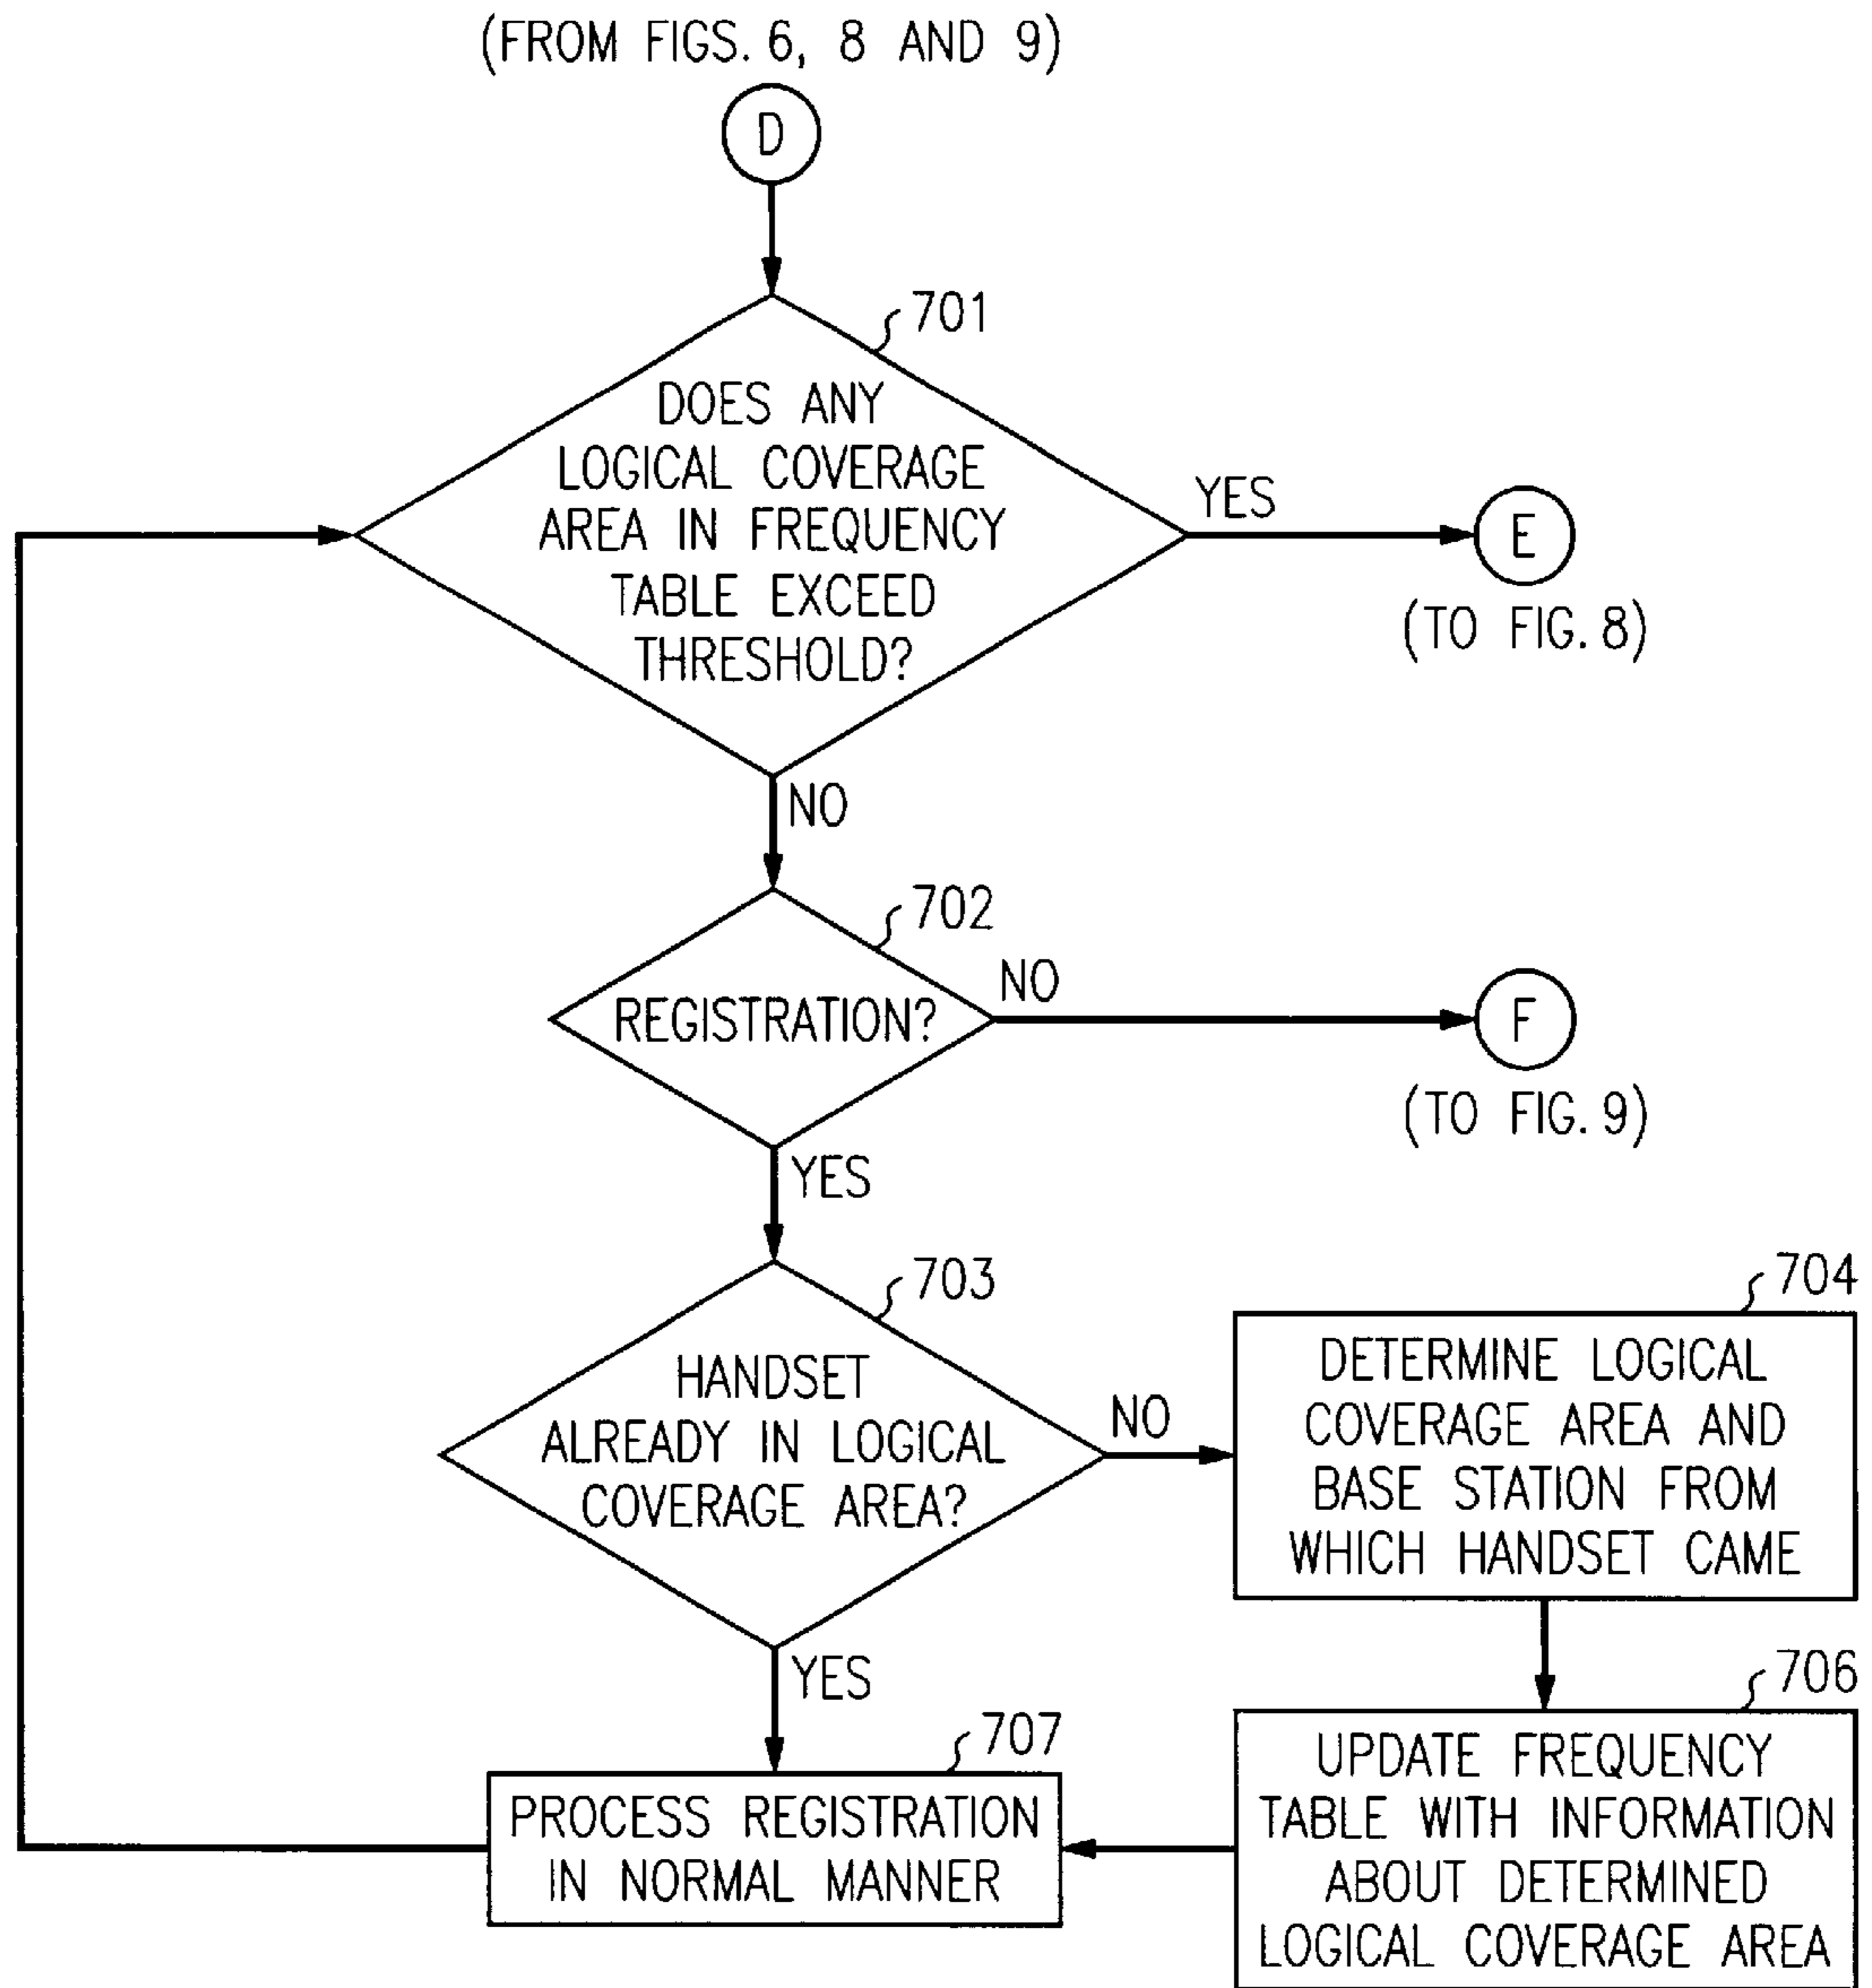 (FROM FIGS. 6, 8 AND 9)
D
701
DOES ANY
LOGICAL COVERAGE
AREA IN FREQUENCY
TABLE EXCEED
THRESHOLD?
YES
E
(TO FIG. 8)
NO
702
REGISTRATION?
NO
F
(TO FIG. 9)
YES
703
HANDSET
ALREADY IN LOGICAL
COVERAGE AREA?
NO
704
DETERMINE LOGICAL
COVERAGE AREA AND
BASE STATION FROM
WHICH HANDSET CAME
YES
706
UPDATE FREQUENCY
TABLE WITH INFORMATION
ABOUT DETERMINED
LOGICAL COVERAGE AREA
707
PROCESS REGISTRATION
IN NORMAL MANNER